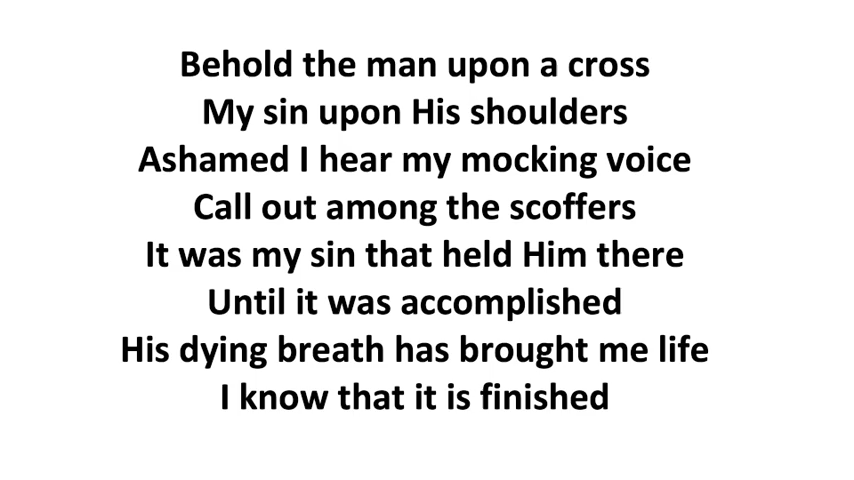 Behold the man upon a cross
My sin upon His shoulders
Ashamed I hear my mocking voice
Call out among the scoffers
It was my sin that held Him there
Until it was accomplished
His dying breath has brought me life
I know that it is finished